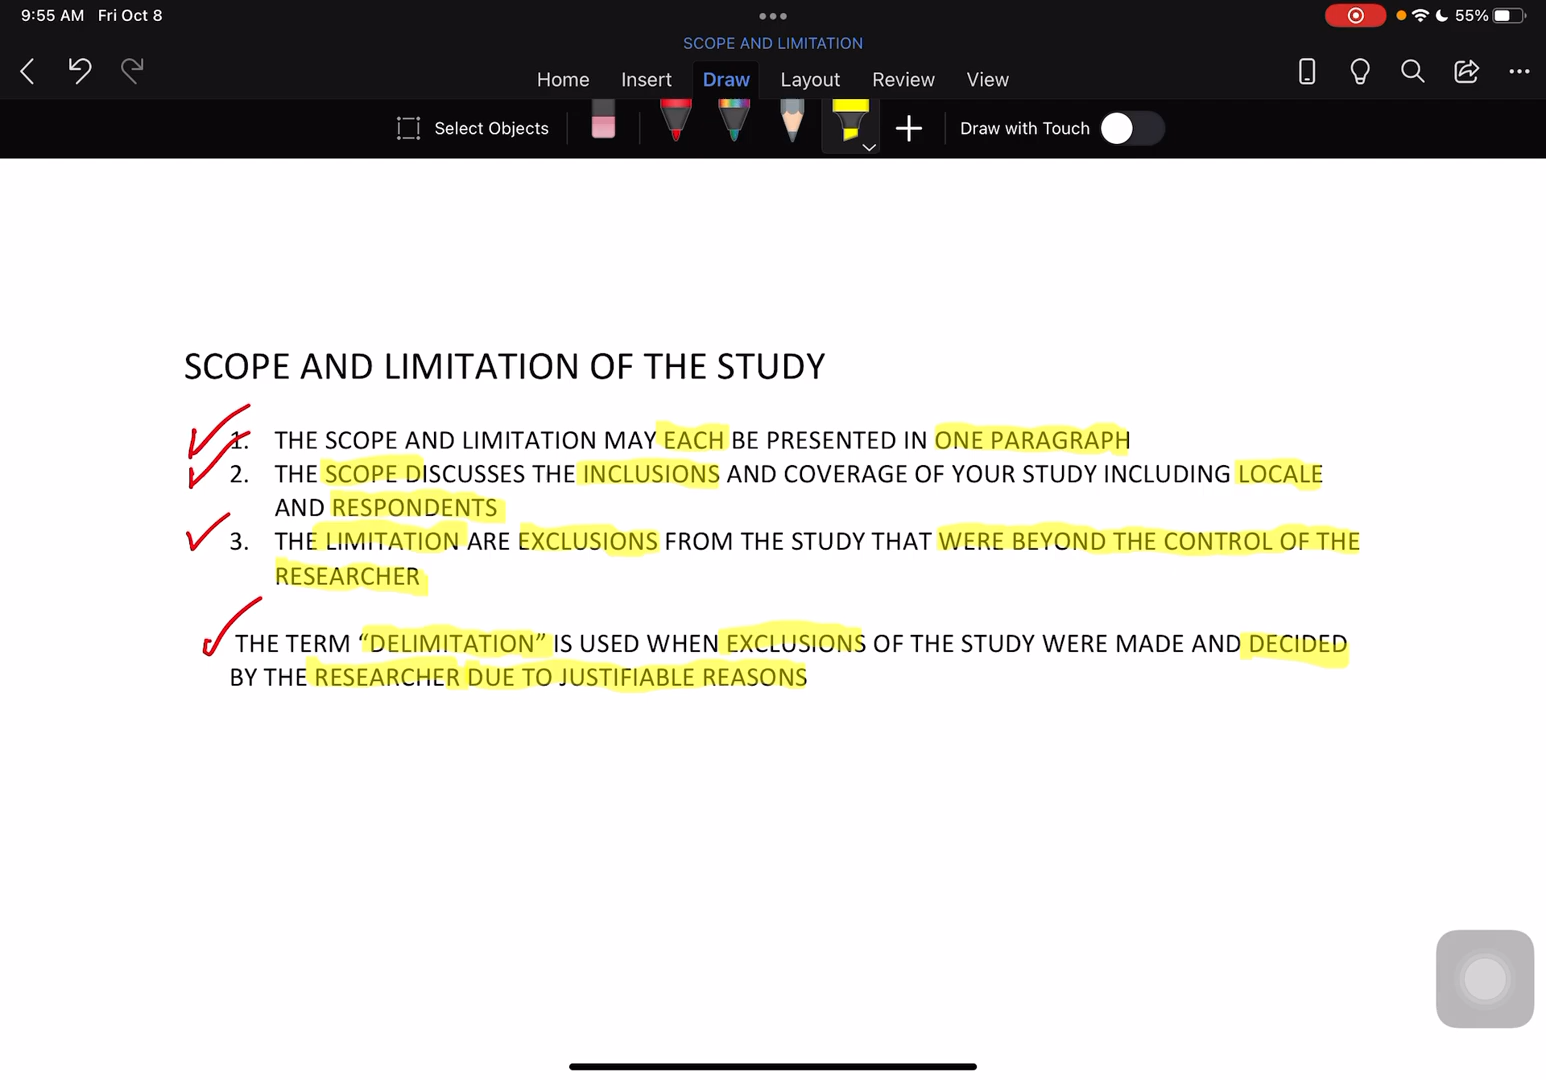 9:55 AM Fri Oct 8
55%
SCOPE AND LIMITATION
Home Insert Draw Layout Review View
Select Objects
Draw with Touch
SCOPE AND LIMITATION OF THE STUDY
1. THE SCOPE AND LIMITATION MAY EACH BE PRESENTED IN ONE PARAGRAPH
2. THE SCOPE DISCUSSES THE INCLUSIONS AND COVERAGE OF YOUR STUDY INCLUDING LOCALE
AND RESPONDENTS
3. THE LIMITATION ARE EXCLUSIONS FROM THE STUDY THAT WERE BEYOND THE CONTROL OF THE
RESEARCHER
THE TERM “DELIMITATION” IS USED WHEN EXCLUSIONS OF THE STUDY WERE MADE AND DECIDED
BY THE RESEARCHER DUE TO JUSTIFIABLE REASONS